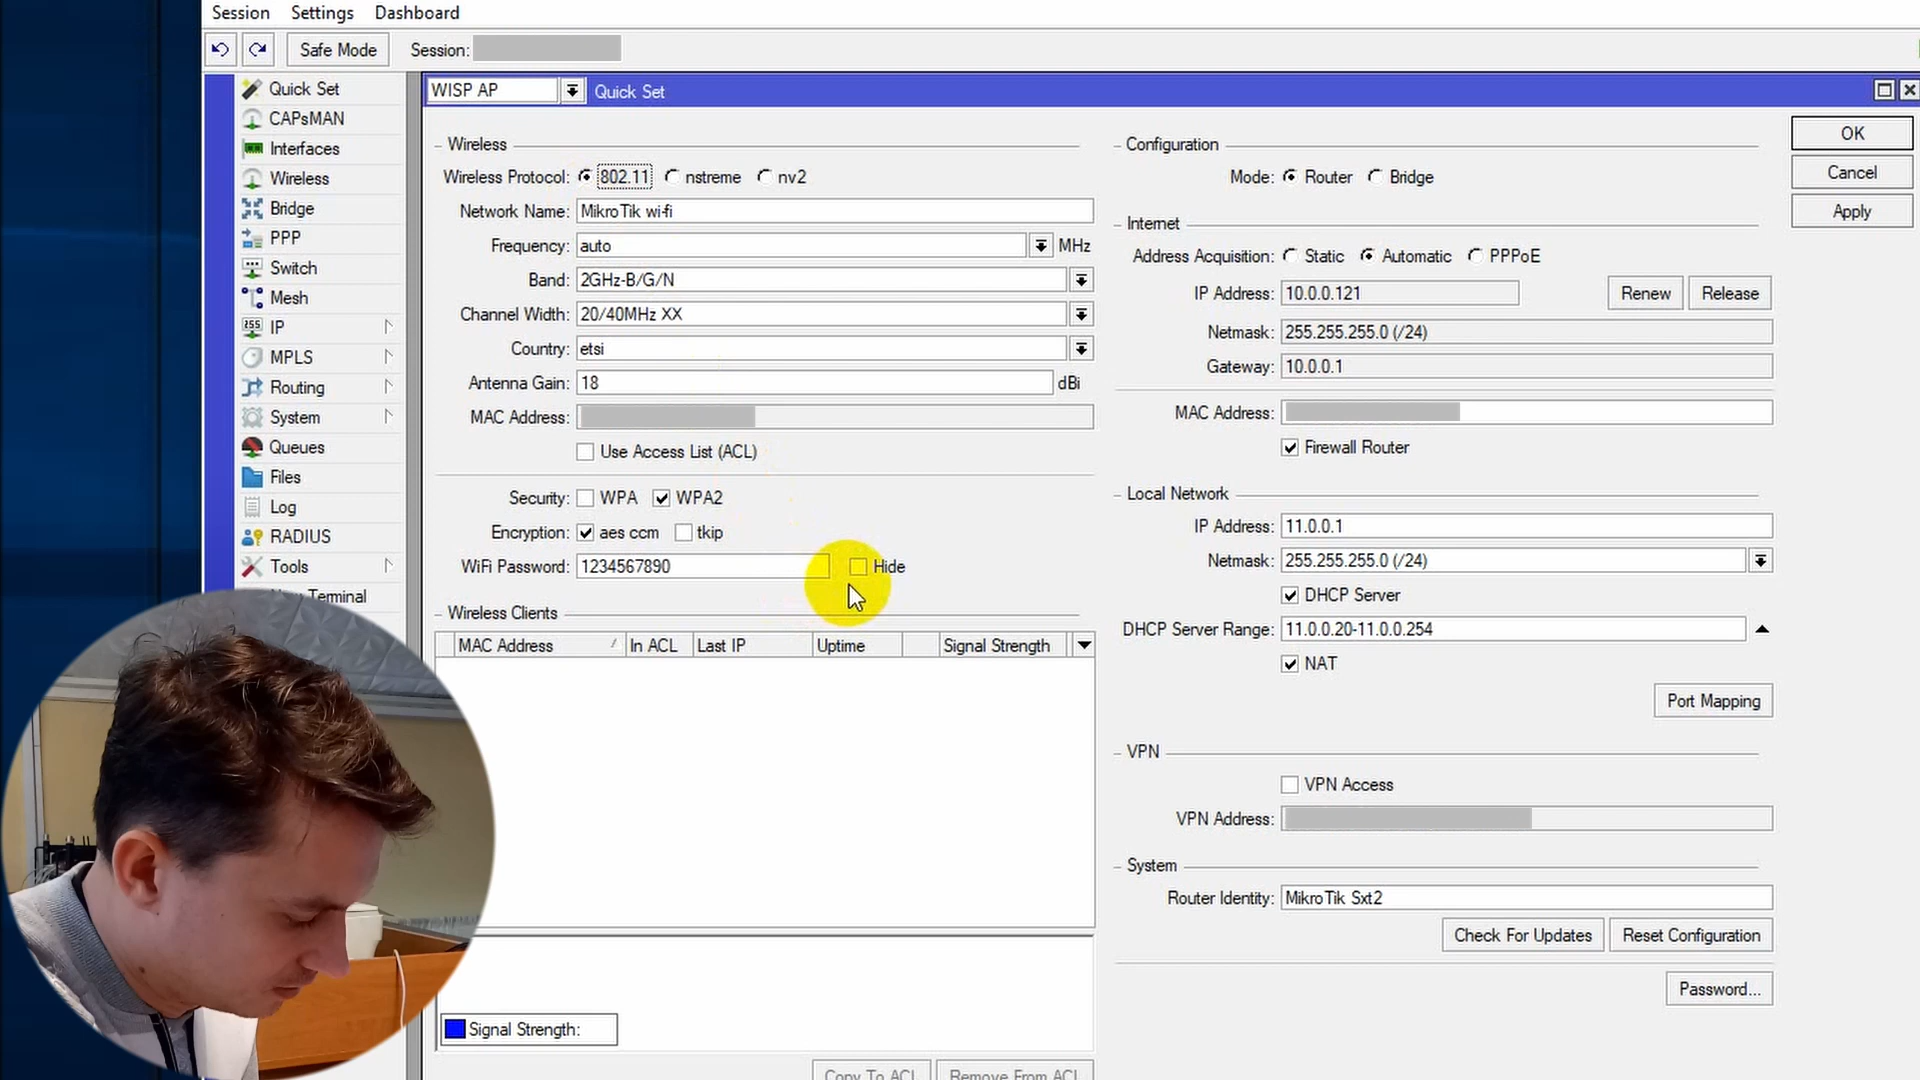 Session Settings Dashboard
Safe Mode Session:
Quick Set
CAPsMAN
Interfaces
Wireless
Bridge
PPP
Switch
Mesh
IP
MPLS
Routing
System
Queues
Files
Log
RADIUS
Tools
Terminal
WISP AP Quick Set
Wireless
Wireless Protocol: 802.11 nstreme nv2
Network Name: MikroTik wi-fi
Frequency: auto MHz
Band: 2GHz-B/G/N
Channel Width: 20/40MHz XX
Country: etsi
Antenna Gain: 18 dBi
MAC Address:
Use Access List (ACL)
Security: WPA WPA2
Encryption: aes ccm tkip
WiFi Password: 1234567890 Hide
Wireless Clients
MAC Address In ACL Last IP Uptime Signal Strength
Signal Strength:
Copy To ACL Remove From ACL
Configuration
Mode: Router Bridge
Internet
Address Acquisition: Static Automatic PPPoE
IP Address: 10.0.0.121 Renew Release
Netmask: 255.255.255.0 (/24)
Gateway: 10.0.0.1
MAC Address:
Firewall Router
Local Network
IP Address: 11.0.0.1
Netmask: 255.255.255.0 (/24)
DHCP Server
DHCP Server Range: 11.0.0.20-11.0.0.254
NAT
Port Mapping
VPN
VPN Access
VPN Address:
System
Router Identity: MikroTik Sxt2
Check For Updates Reset Configuration
Password...
OK
Cancel
Apply